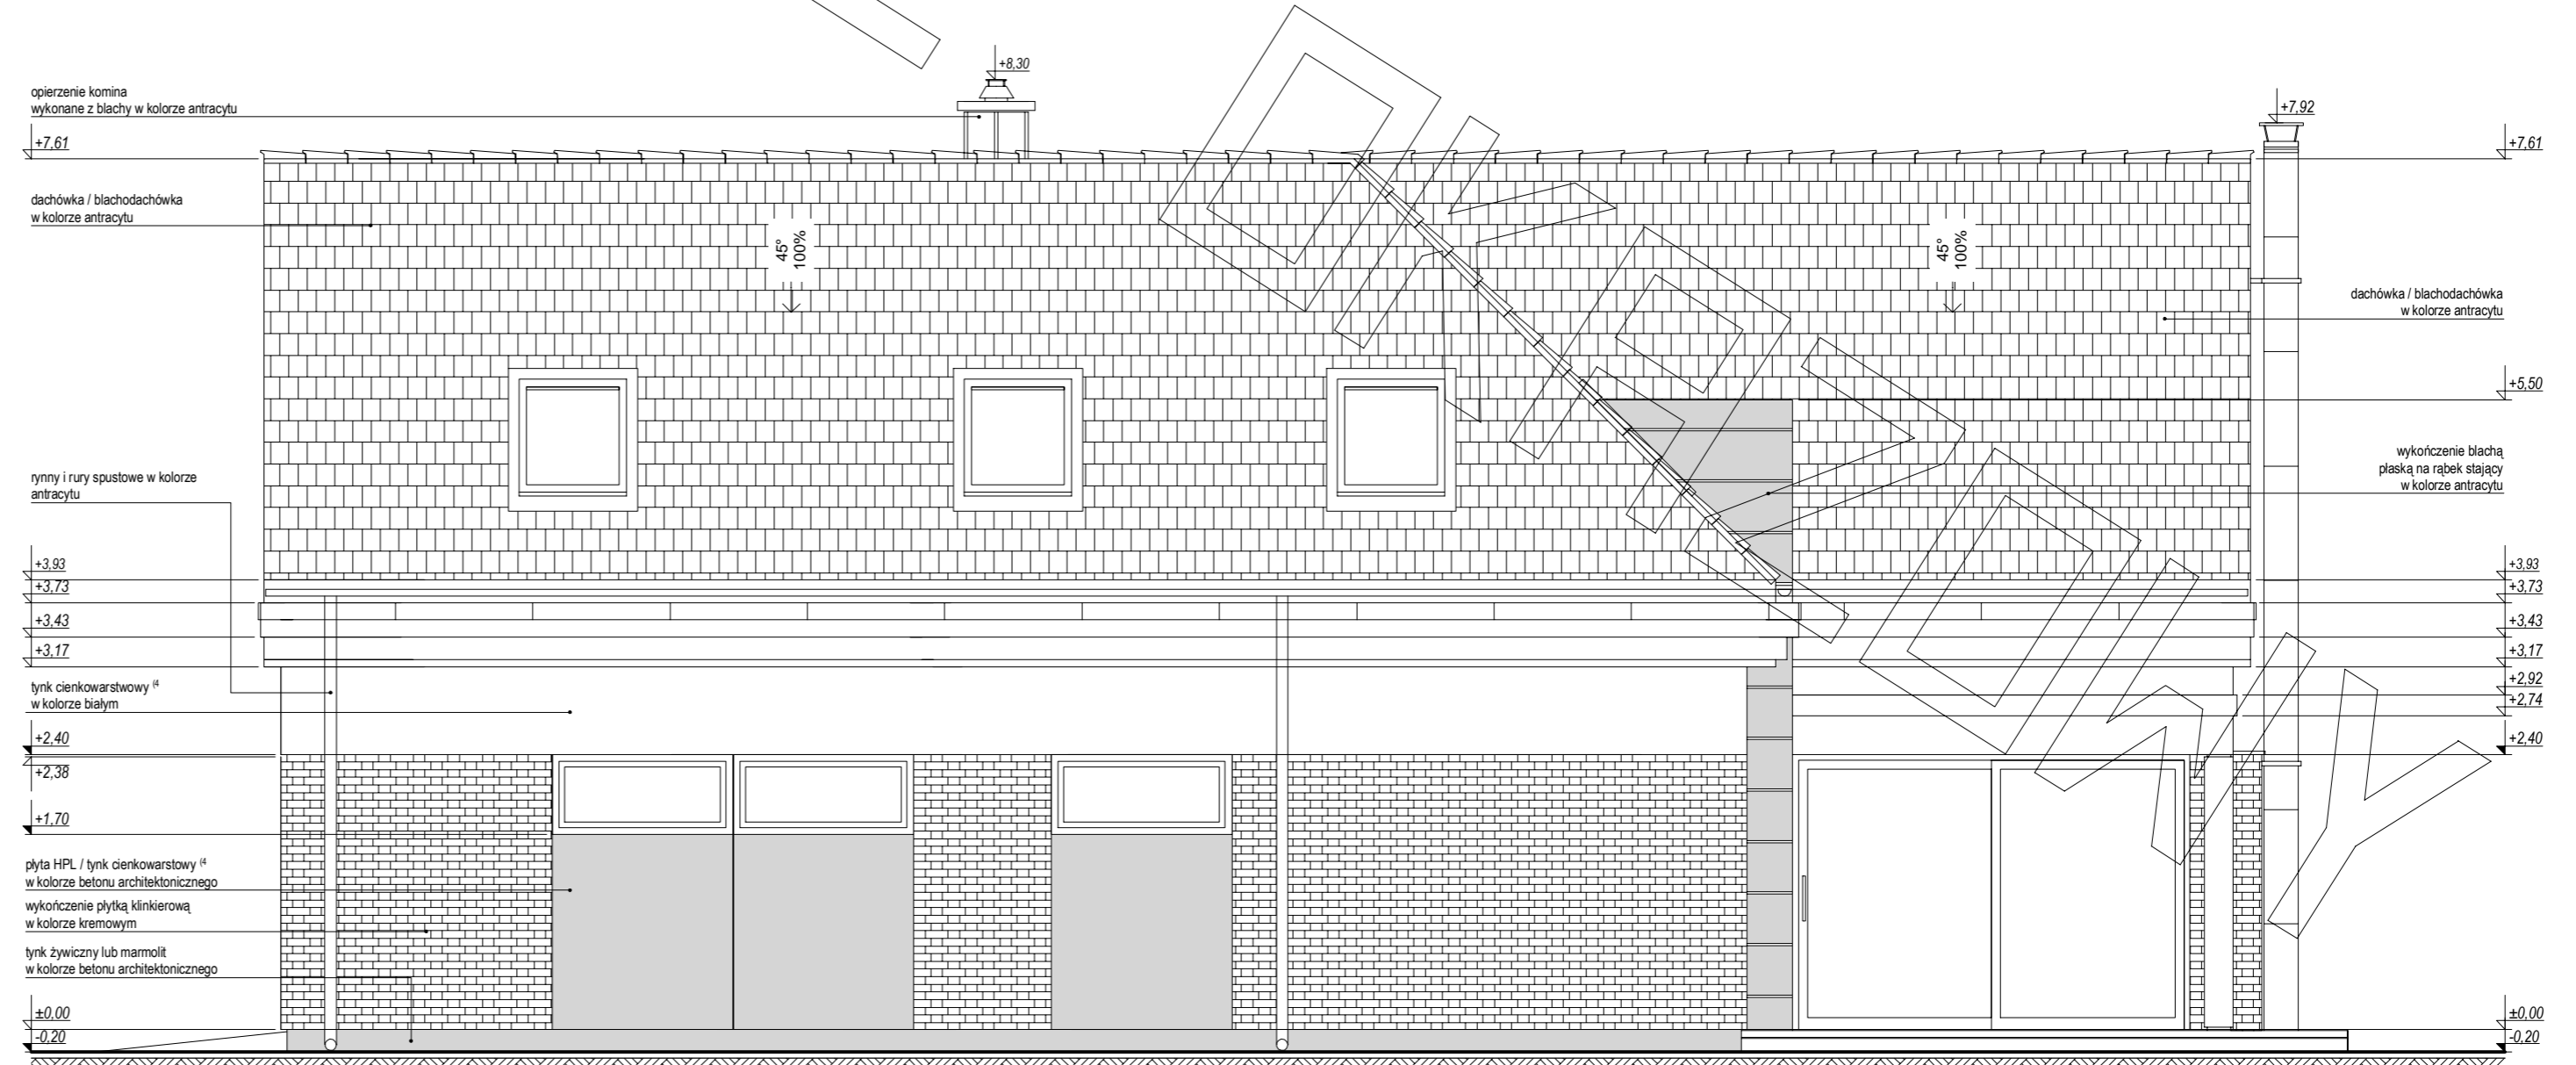 +8,30
opierzenie komina
wykonane z blachy w kolorze antracytu
+7,92
+7,61
+7,61
dachówka / blachodachówka
w kolorze antracytu
45°
100%
45°
100%
dachówka / blachodachówka
w kolorze antracytu
+5,50
wykończenie blachą
płaską na rąbek stojący
w kolorze antracytu
rynny i rury spustowe w kolorze
antracytu
+3,93
+3,93
+3,73
+3,73
+3,43
+3,43
+3,17
+3,17
tynk cienkowarstwowy (4
w kolorze białym
+2,92
+2,74
+2,40
+2,40
+2,38
+1,70
płyta HPL / tynk cienkowarstowy (4
w kolorze betonu architektonicznego
wykończenie płytką klinkierową
w kolorze kremowym
tynk żywiczny lub marmolit
w kolorze betonu architektonicznego
±0,00
±0,00
-0,20
-0,20